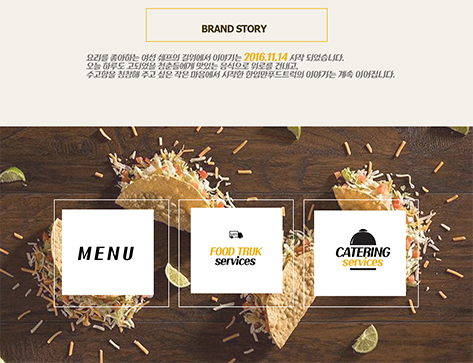 BRAND STORY
요리를 좋아하는 여성 쉐프의 길위에서 이야기는 2016.11.14 시작 되었습니다.
오늘 하루도 고되었을 청춘들에게 맛있는 음식으로 위로를 건내고,
수고함을 칭찬해 주고 싶은 작은 마음에서 시작한 한입만푸드트럭의 이야기는 계속 이어집니다.
MENU
FOOD TRUK
services
CATERING
services